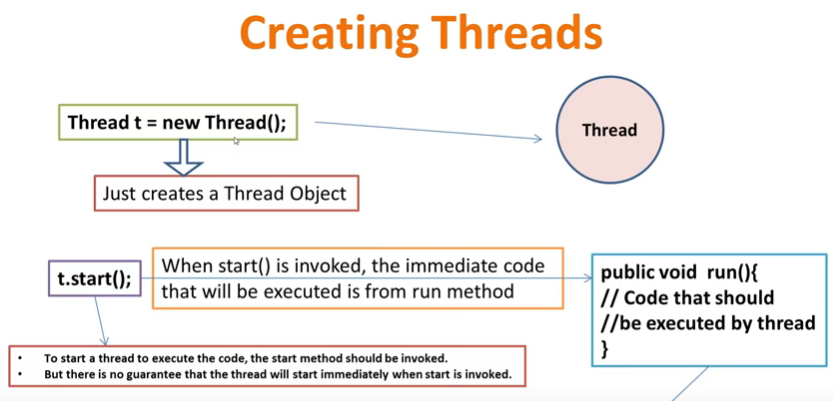 Creating Threads
Thread t = new Thread();
Thread
Just creates a Thread Object
t.start();
When start() is invoked, the immediate code
that will be executed is from run method
public void run(){
// Code that should
//be executed by thread
}
• To start a thread to execute the code, the start method should be invoked.
• But there is no guarantee that the thread will start immediately when start is invoked.